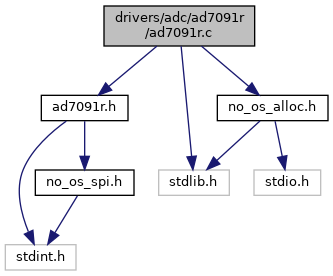 drivers/adc/ad7091r
/ad7091r.c
ad7091r.h
no_os_alloc.h
no_os_spi.h
stdlib.h
stdio.h
stdint.h